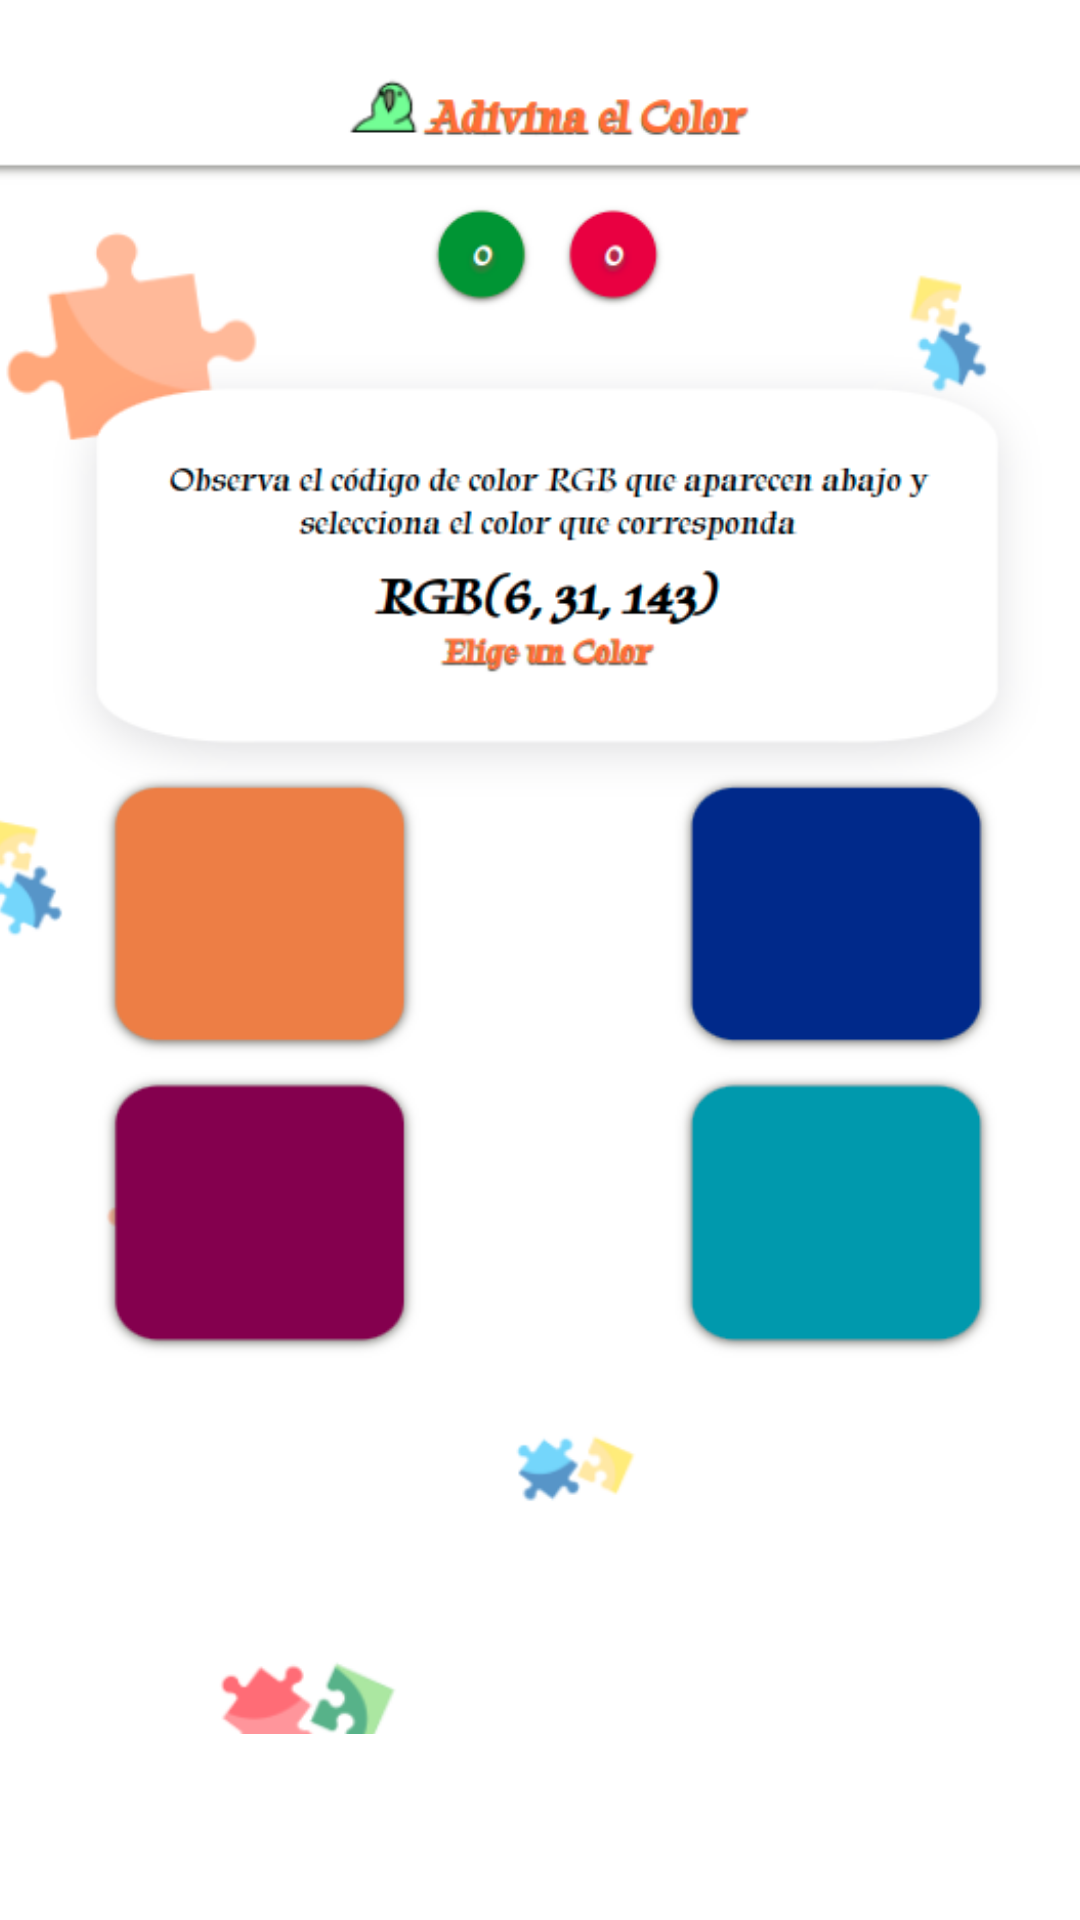 Adivina el Color
0 0
Observa el código de color RGB que aparecen abajo y
selecciona el color que corresponda
RGB(6, 31, 143)
Elige un Color